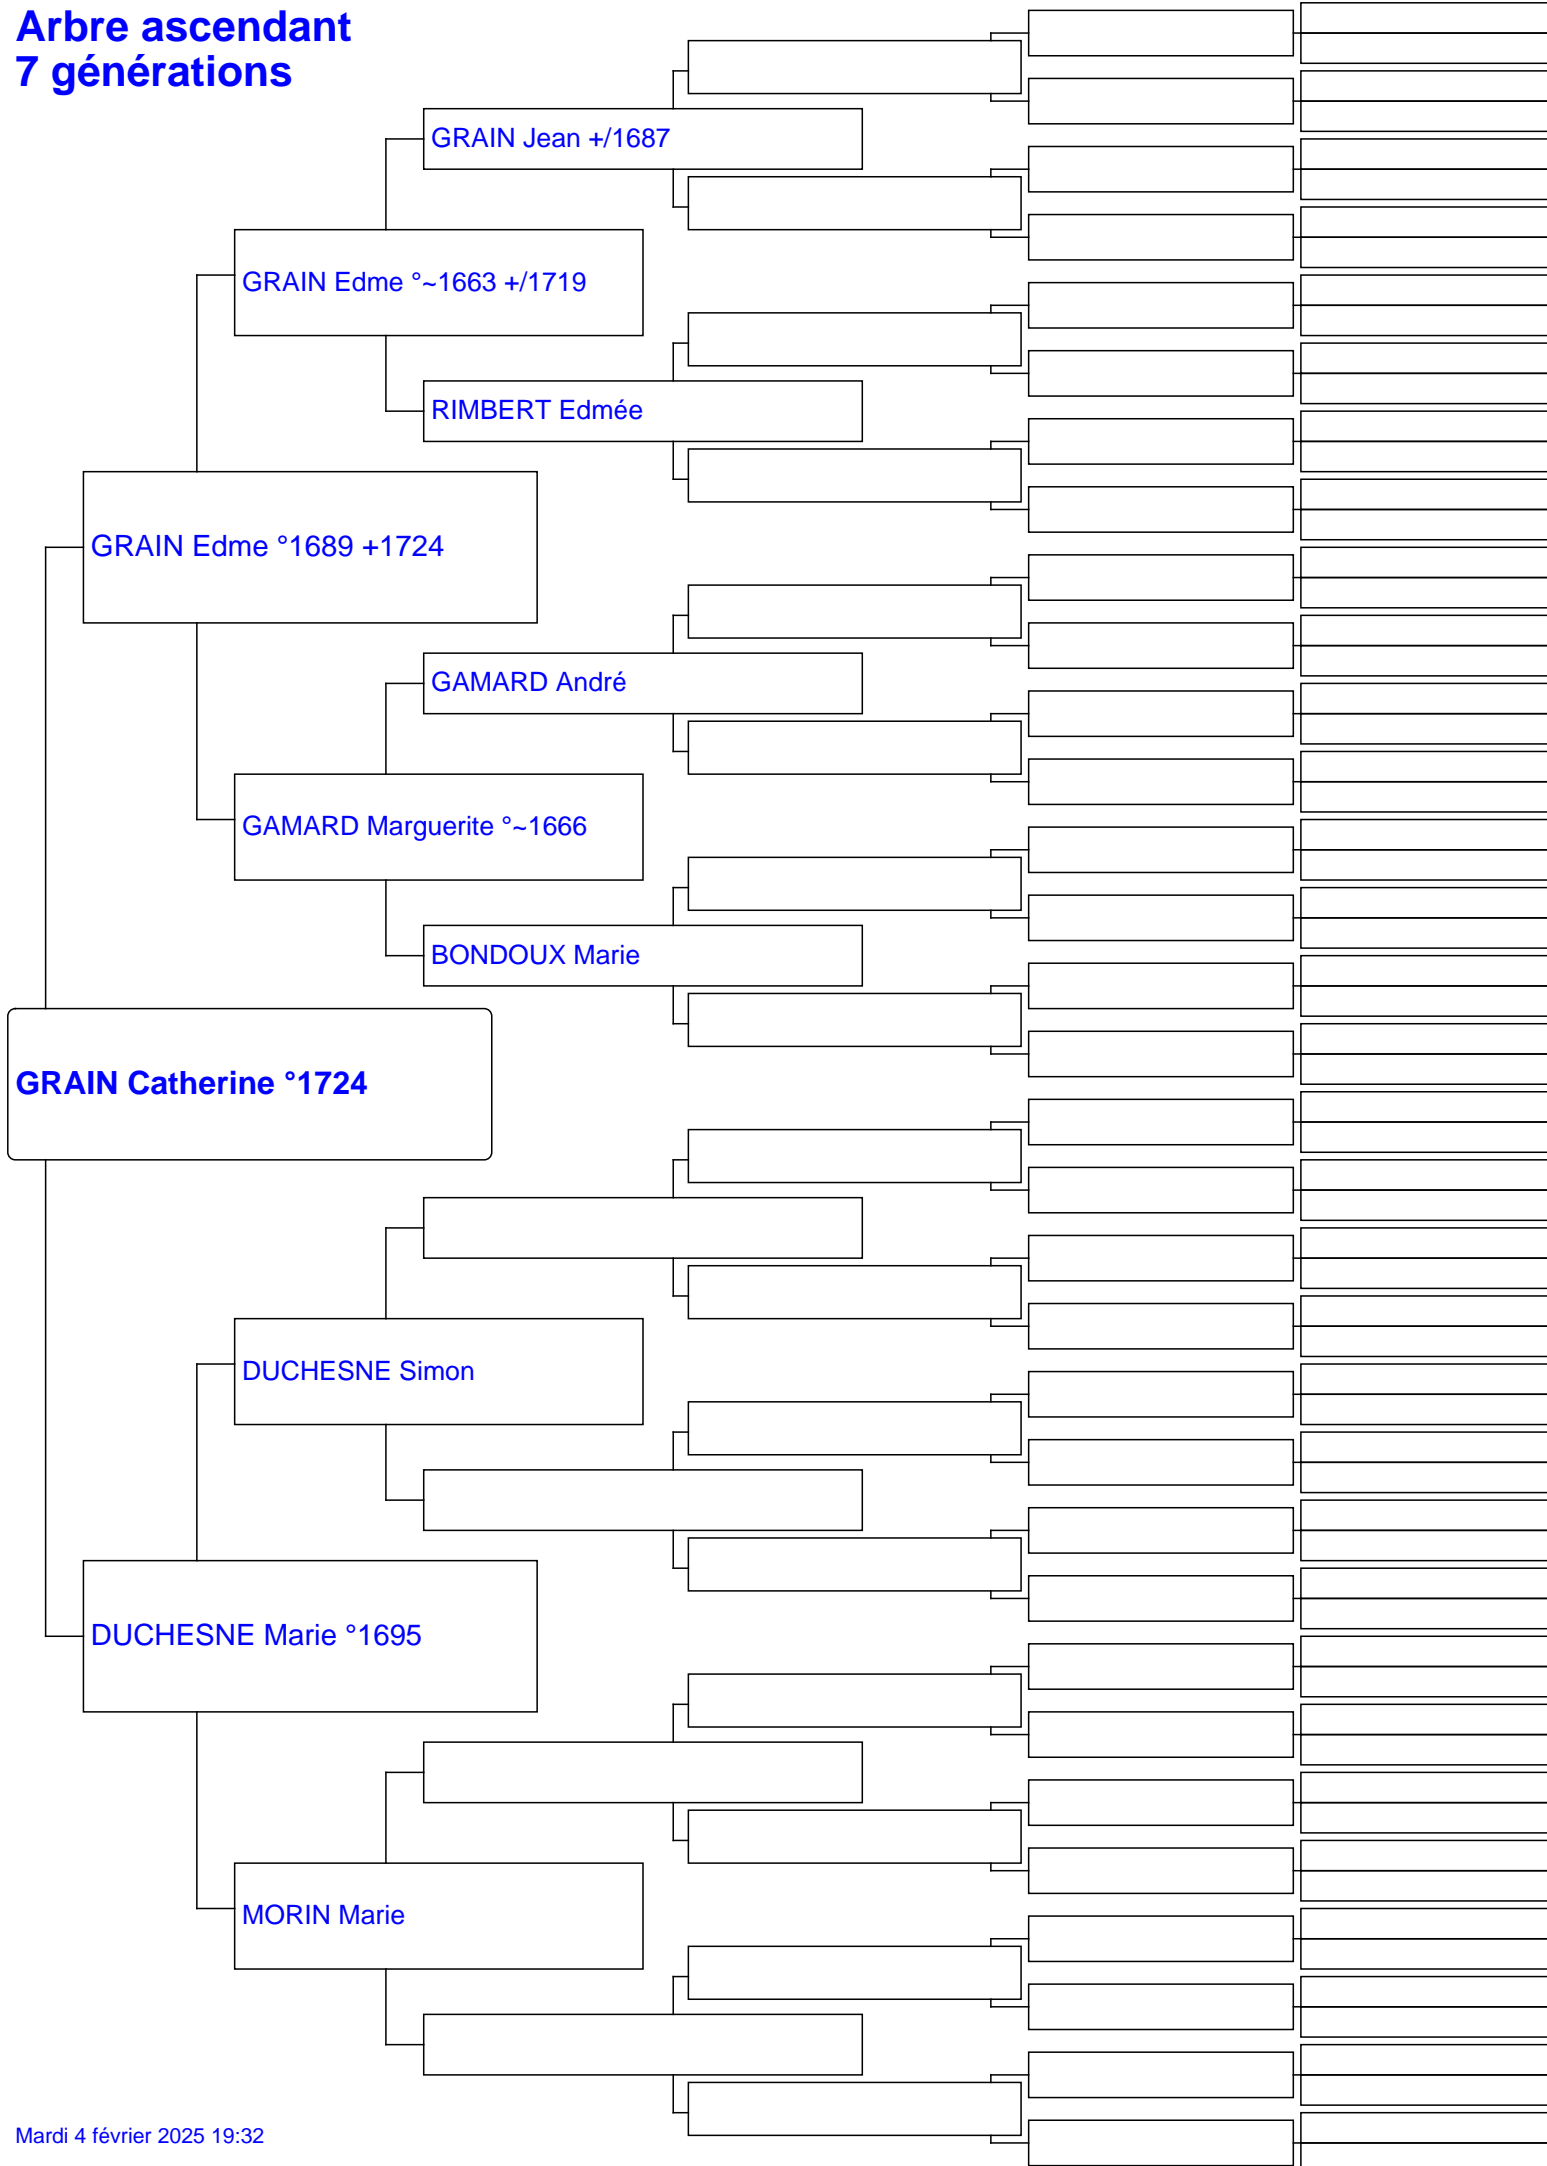 Arbre ascendant
7 générations
GRAIN Jean +/1687
GRAIN Edme °~1663 +/1719
RIMBERT Edmée
GRAIN Edme °1689 +1724
GAMARD André
GAMARD Marguerite °~1666
BONDOUX Marie
GRAIN Catherine °1724
DUCHESNE Simon
DUCHESNE Marie °1695
MORIN Marie
Mardi 4 février 2025 19:32